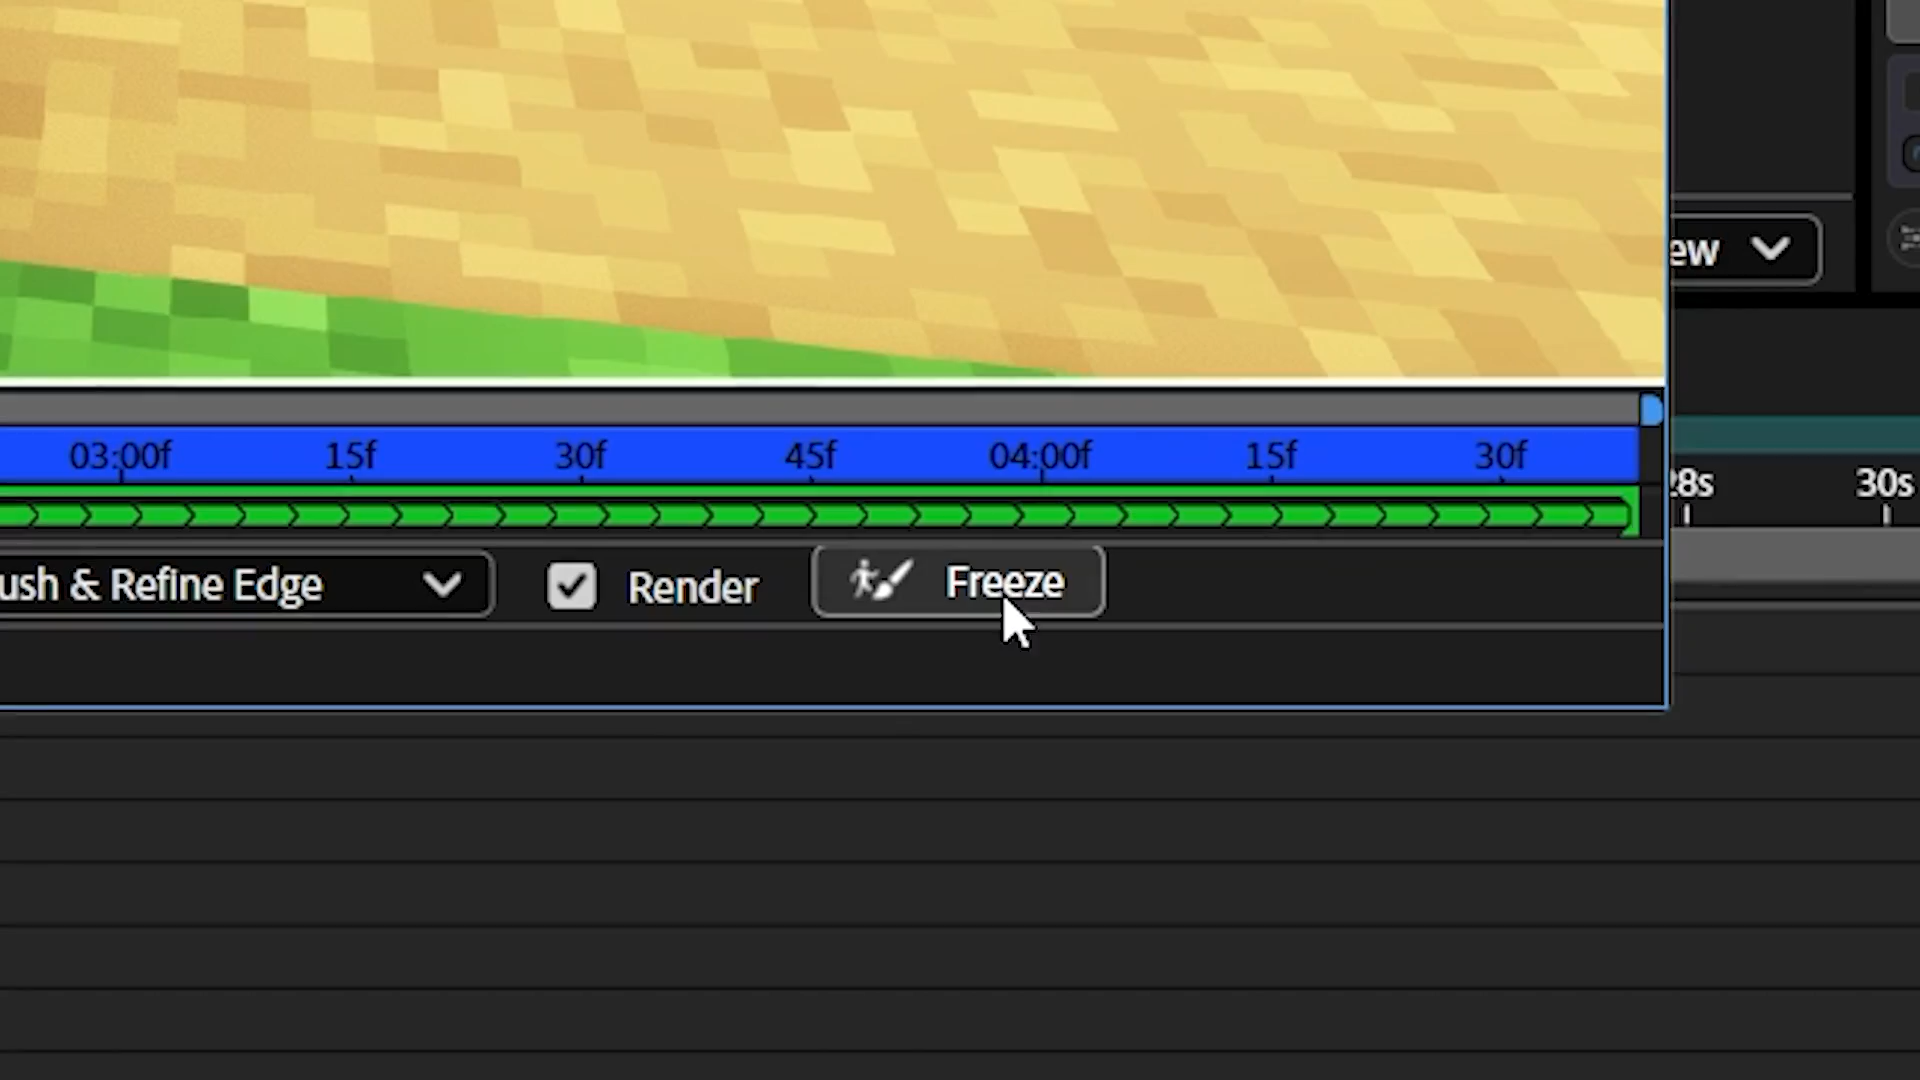 ew
03:00f 15f 30f 45f 04:00f 15f 30f
28s 30s
ush & Refine Edge Render Freeze